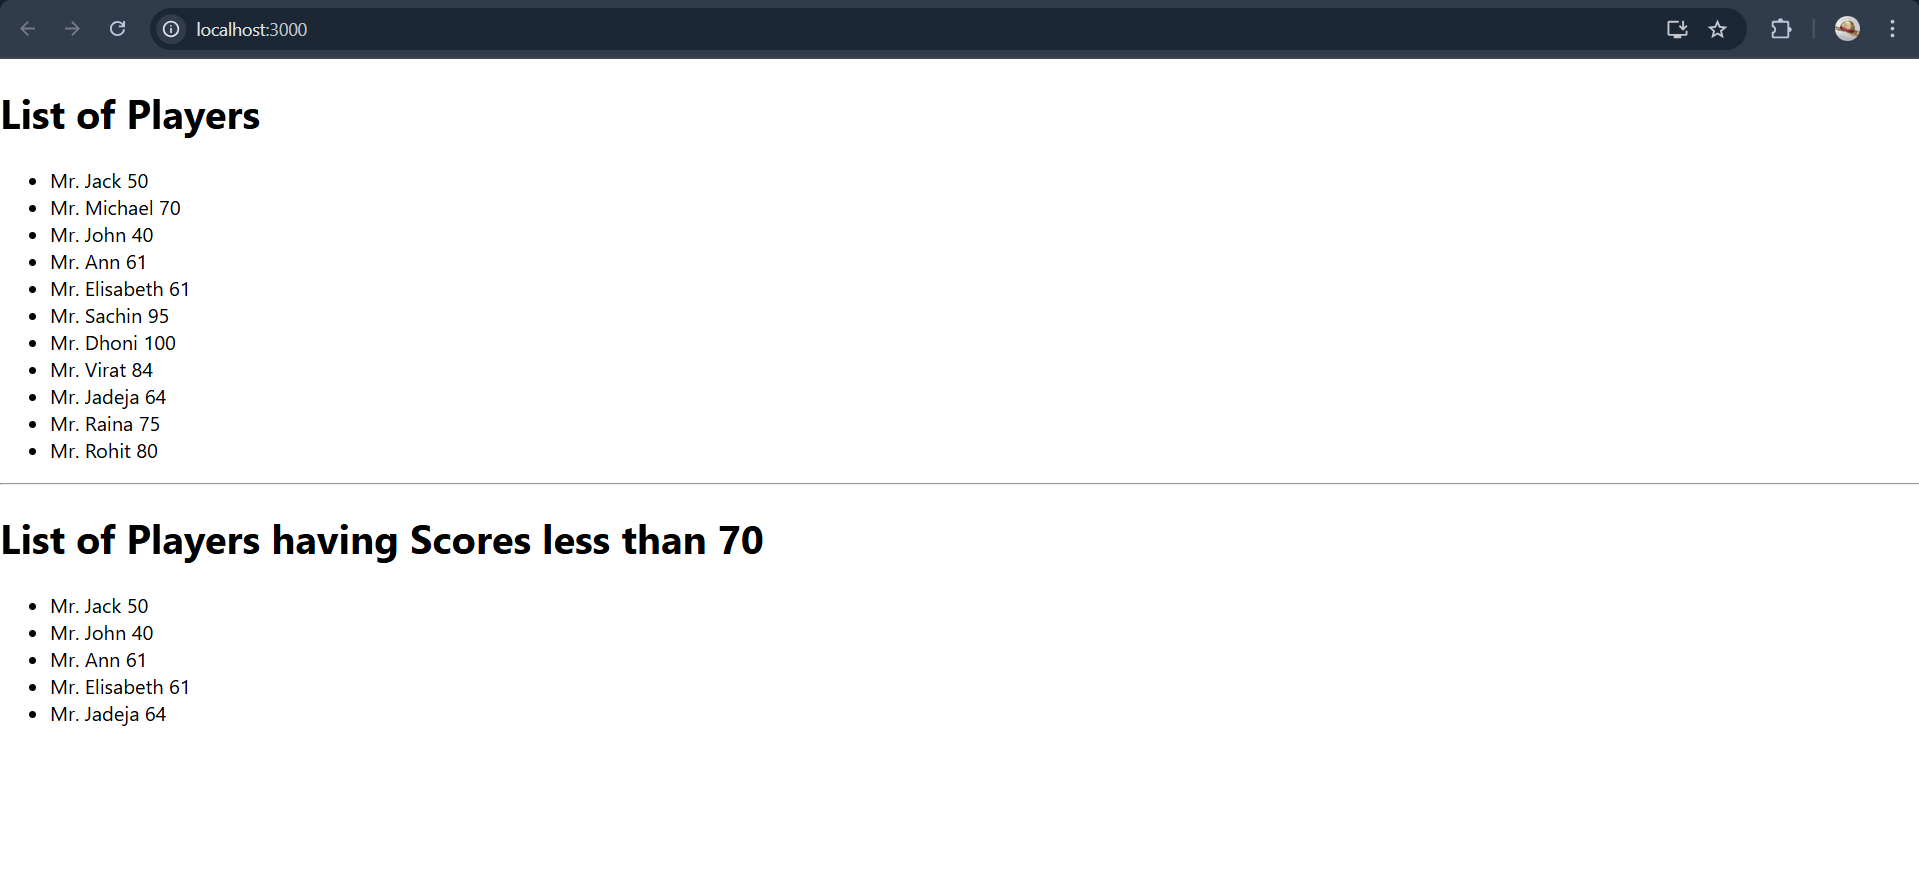 localhost:3000
List of Players
Mr. Jack 50
Mr. Michael 70
Mr. John 40
Mr. Ann 61
Mr. Elisabeth 61
Mr. Sachin 95
Mr. Dhoni 100
Mr. Virat 84
Mr. Jadeja 64
Mr. Raina 75
Mr. Rohit 80
List of Players having Scores less than 70
Mr. Jack 50
Mr. John 40
Mr. Ann 61
Mr. Elisabeth 61
Mr. Jadeja 64